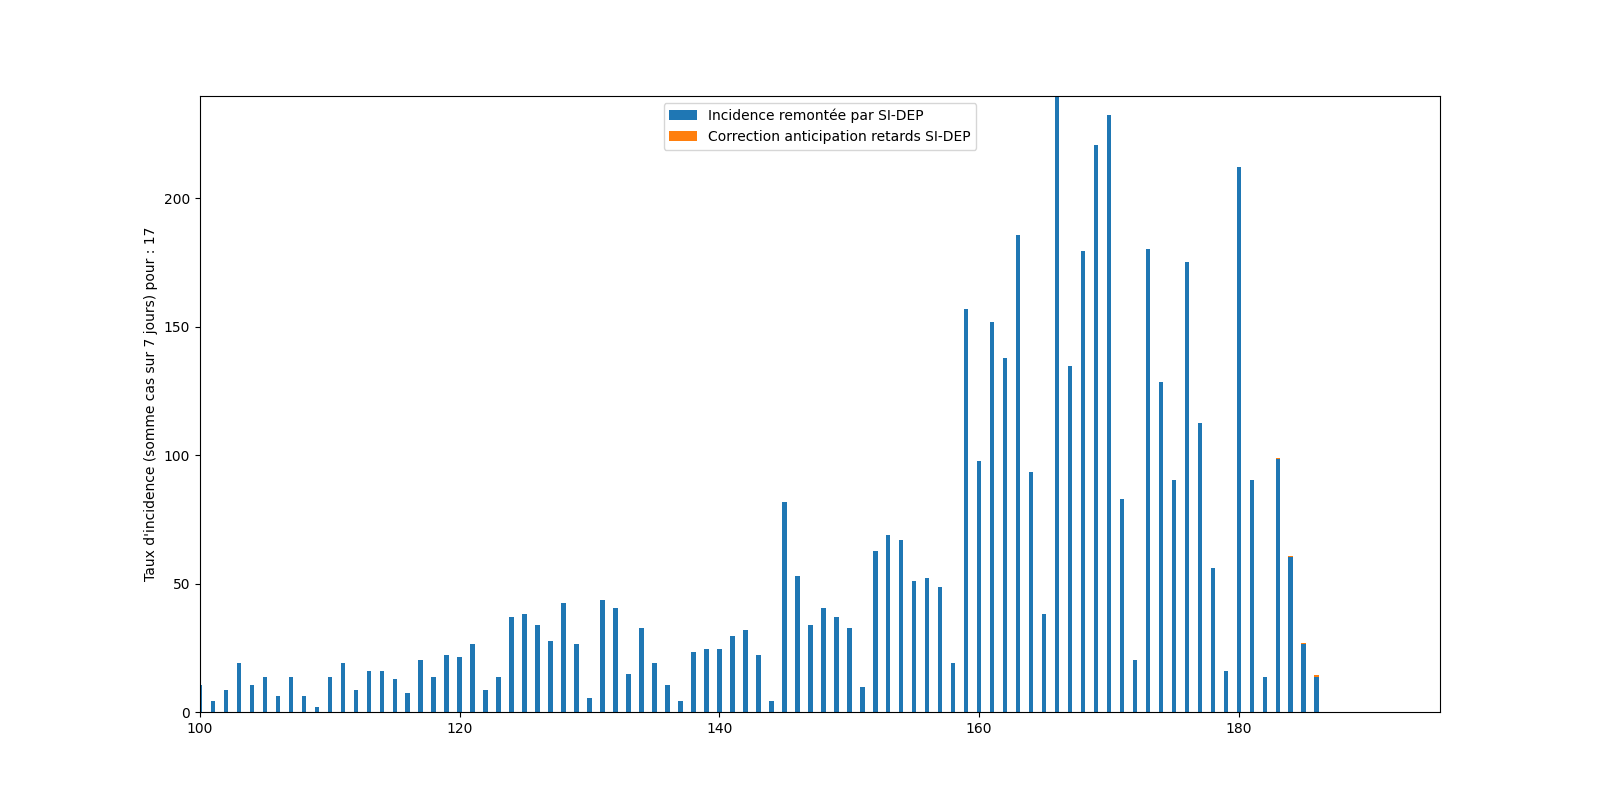 Incidence remontée par SI-DEP
Correction anticipation retards SI-DEP
Taux d'incidence (somme cas sur 7 jours) pour : 17
200
150
100
50
0
100 120 140 160 180